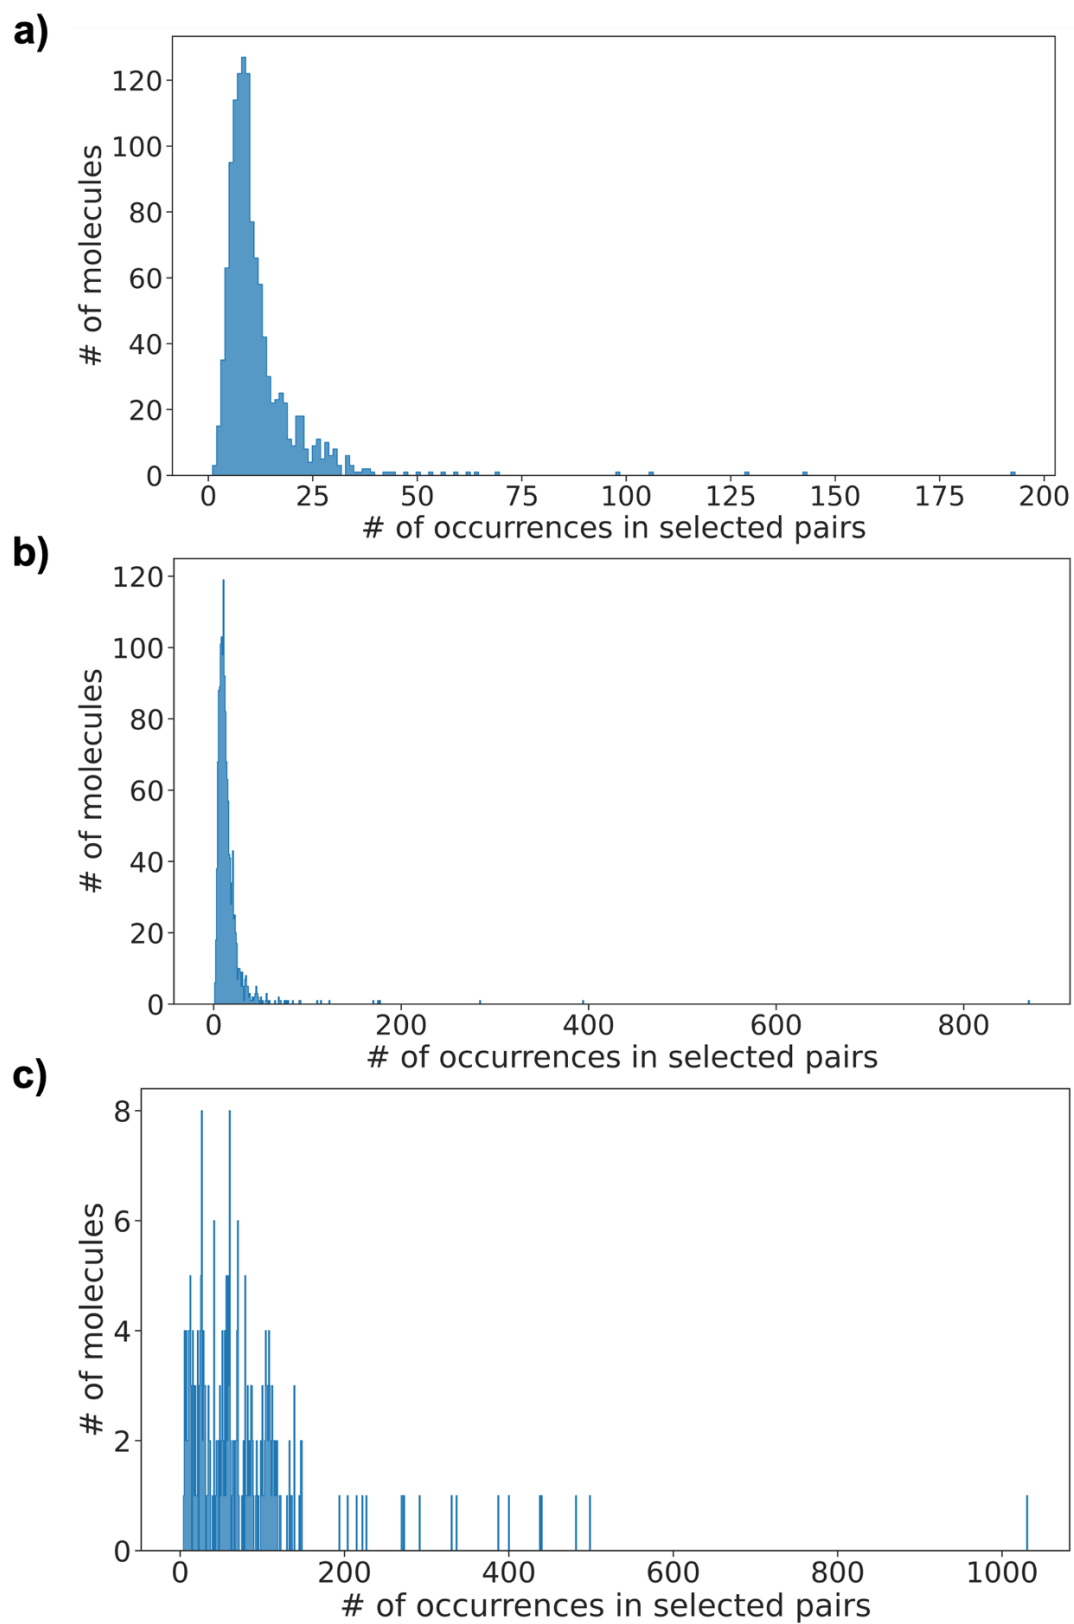 a)
120
100
80
60
40
20
0
# of molecules
0 25 50 75 100 125 150 175 200
# of occurrences in selected pairs
b)
120
100
80
60
40
20
0
# of molecules
0 200 400 600 800
# of occurrences in selected pairs
c)
8
6
4
2
0
# of molecules
0 200 400 600 800 1000
# of occurrences in selected pairs